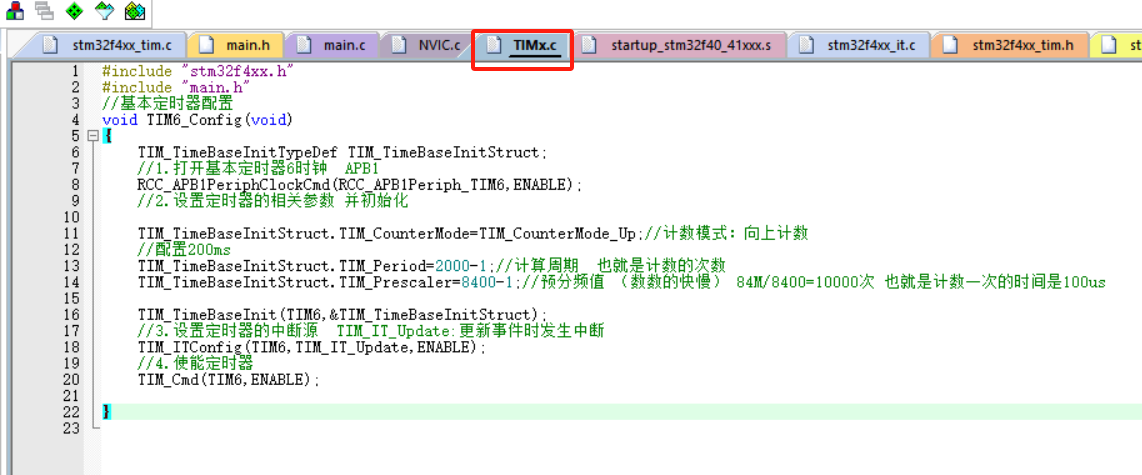 stm32f4xx_tim.c main.h main.c NVIC.c TIMx.c startup_stm32f40_41xxx.s stm32f4xx_it.c stm32f4xx_tim.h st
1 #include "stm32f4xx.h"
2 #include "main.h"
3 //基本定时器配置
4 void TIM6_Config(void)
5 {
6 TIM_TimeBaseInitTypeDef TIM_TimeBaseInitStruct;
7 //1.打开基本定时器6时钟 APB1
8 RCC_APB1PeriphClockCmd(RCC_APB1Periph_TIM6,ENABLE);
9 //2.设置定时器的相关参数 并初始化
10
11 TIM_TimeBaseInitStruct.TIM_CounterMode=TIM_CounterMode_Up;//计数模式：向上计数
12 //配置200ms
13 TIM_TimeBaseInitStruct.TIM_Period=2000-1;//计算周期 也就是计数的次数
14 TIM_TimeBaseInitStruct.TIM_Prescaler=8400-1;//预分频值 （数数的快慢） 84M/8400=10000次 也就是计数一次的时间是100us
15
16 TIM_TimeBaseInit(TIM6,&TIM_TimeBaseInitStruct);
17 //3.设置定时器的中断源 TIM_IT_Update:更新事件时发生中断
18 TIM_ITConfig(TIM6,TIM_IT_Update,ENABLE);
19 //4.使能定时器
20 TIM_Cmd(TIM6,ENABLE);
21
22 }
23